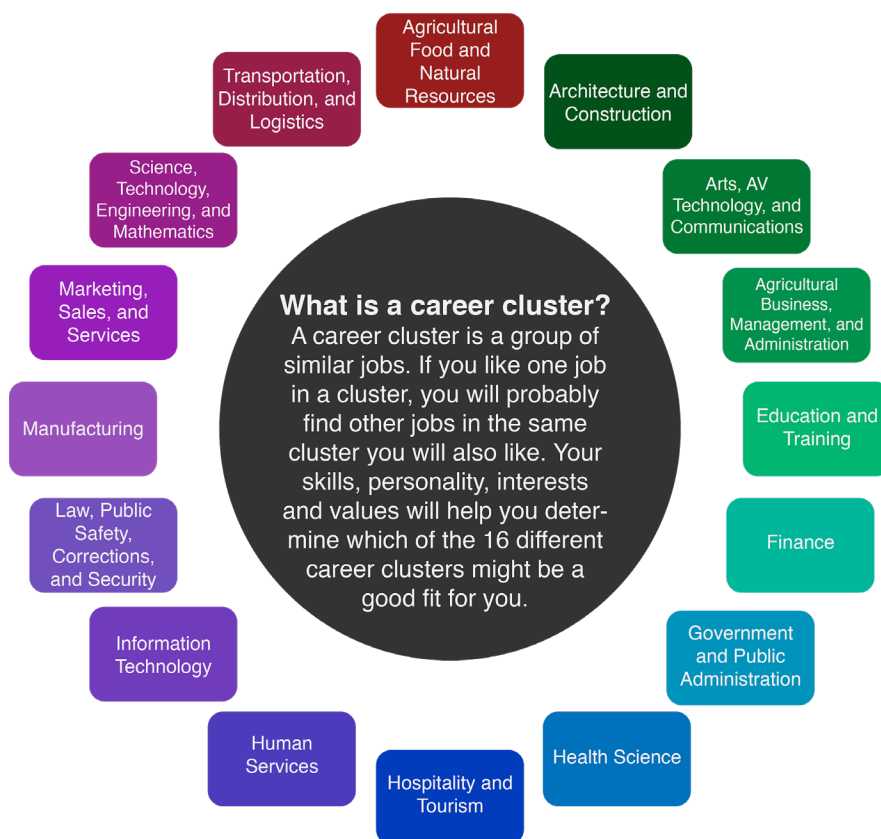 What is a career cluster?
A career cluster is a group of
similar jobs. If you like one job
in a cluster, you will probably
find other jobs in the same
cluster you will also like. Your
skills, personality, interests
and values will help you deter-
mine which of the 16 different
career clusters might be a
good fit for you.
Agricultural
Food and
Natural
Resources
Architecture and
Construction
Arts, AV
Technology, and
Communications
Agricultural
Business,
Management, and
Administration
Education and
Training
Finance
Government
and Public
Administration
Health Science
Hospitality and
Tourism
Human
Services
Information
Technology
Law, Public
Safety,
Corrections,
and Security
Manufacturing
Marketing,
Sales, and
Services
Science,
Technology,
Engineering, and
Mathematics
Transportation,
Distribution, and
Logistics